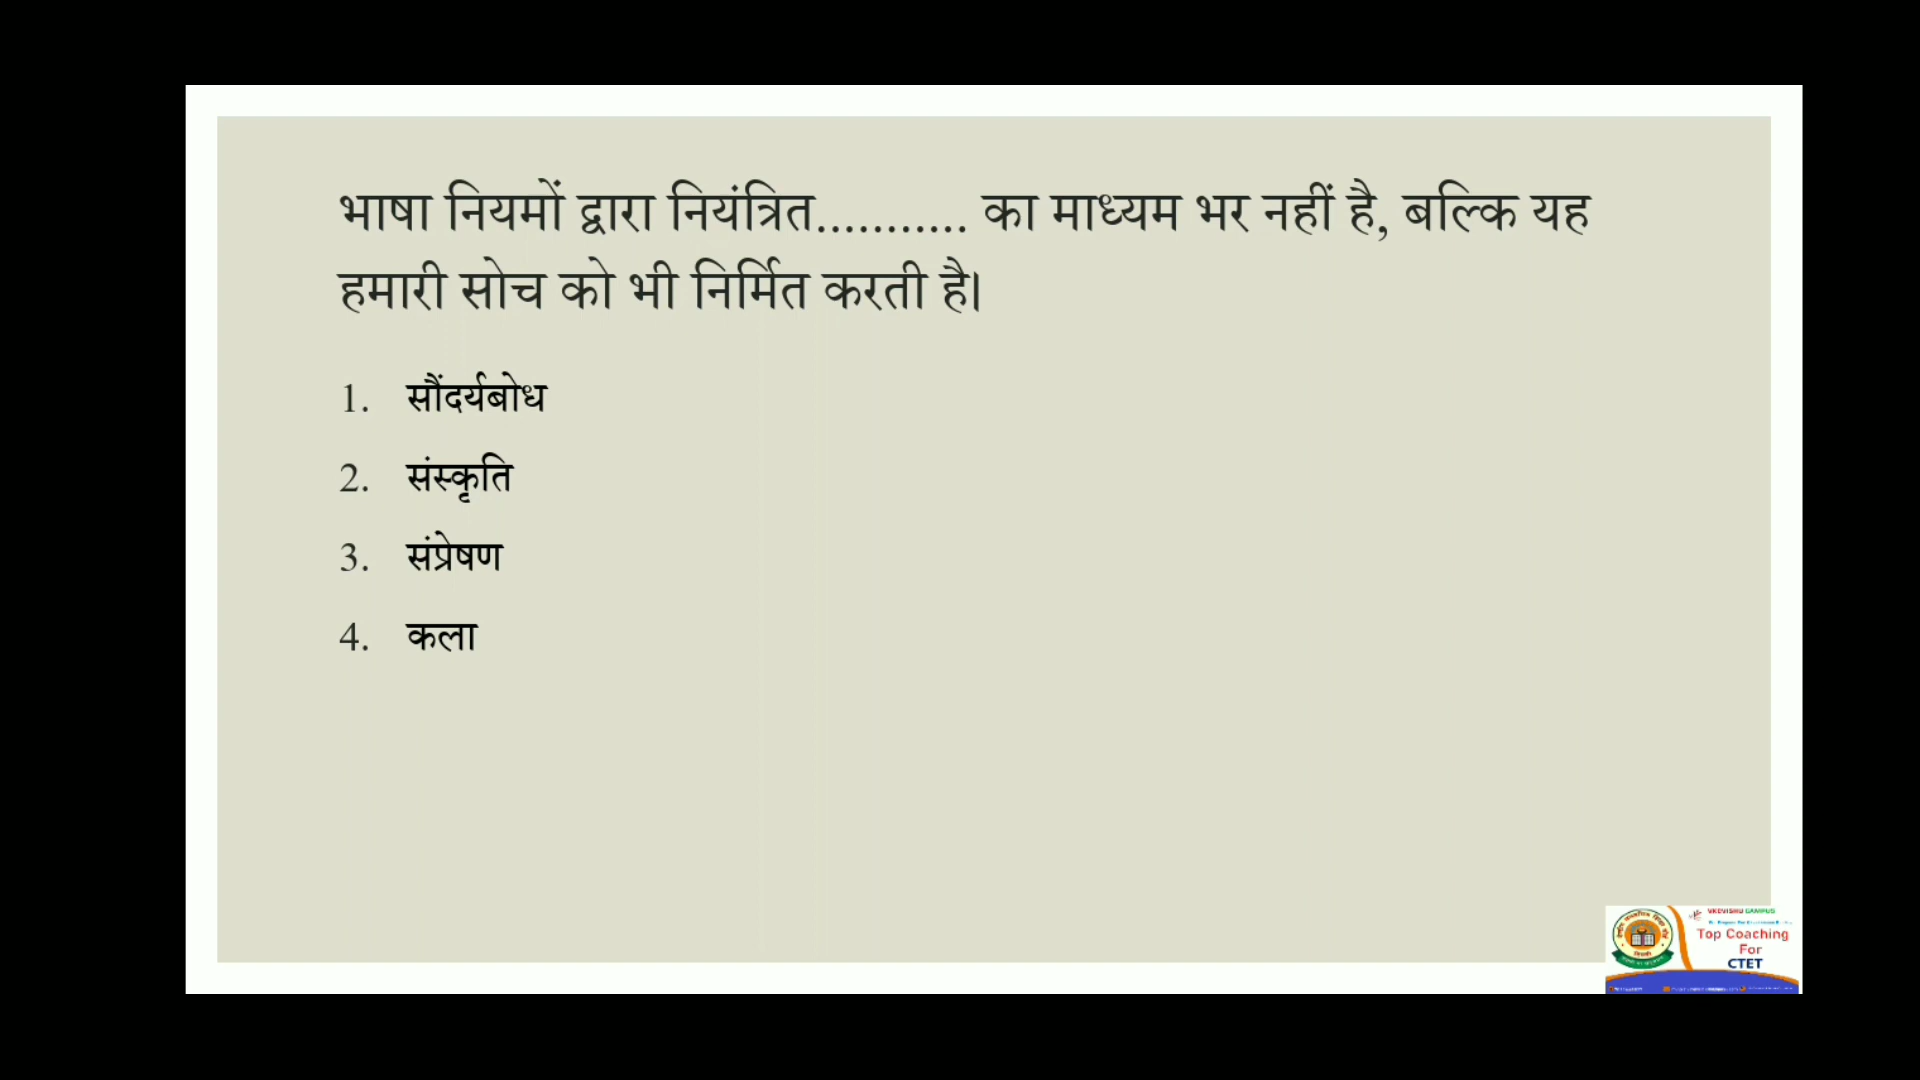 भाषा नियमों द्वारा नियंत्रित........... का माध्यम भर नहीं है, बल्कि यह
हमारी सोच को भी निर्मित करती है।
1. सौंदर्यबोध
2. संस्कृति
3. संप्रेषण
4. कला
Top Coaching
For
CTET